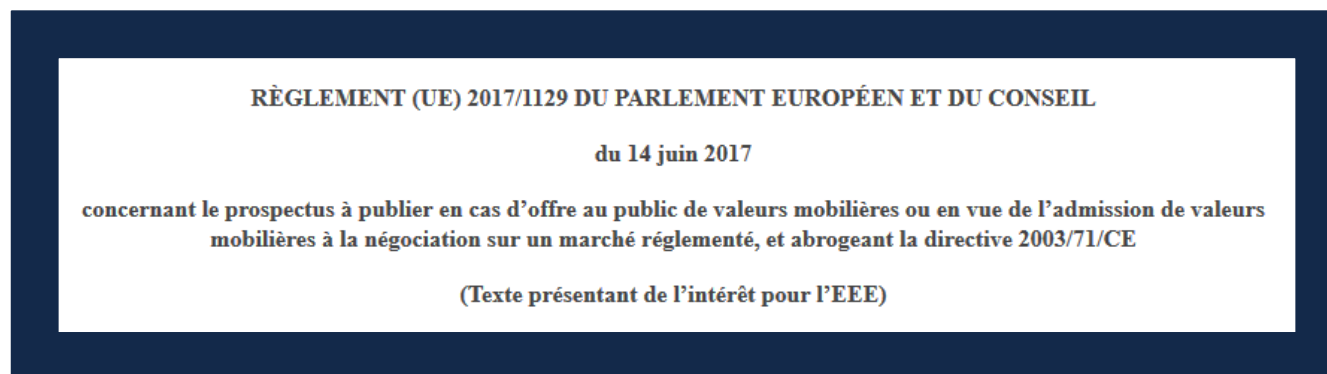 RÈGLEMENT (UE) 2017/1129 DU PARLEMENT EUROPÉEN ET DU CONSEIL
du 14 juin 2017
concernant le prospectus à publier en cas d’offre au public de valeurs mobilières ou en vue de l’admission de valeurs
mobilières à la négociation sur un marché réglementé, et abrogeant la directive 2003/71/CE
(Texte présentant de l’intérêt pour l’EEE)